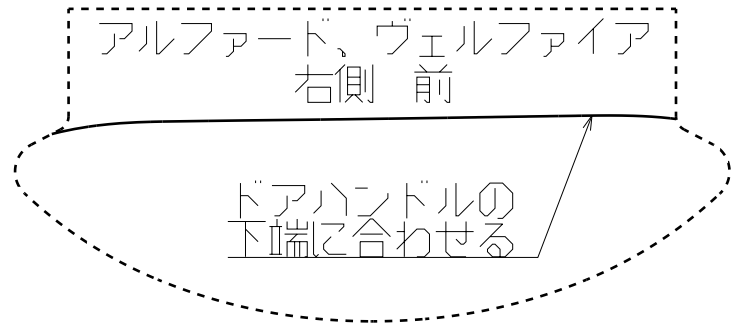 アルファード、ヴェルファイア
右側　前
ドアハンドルの
下端に合わせる